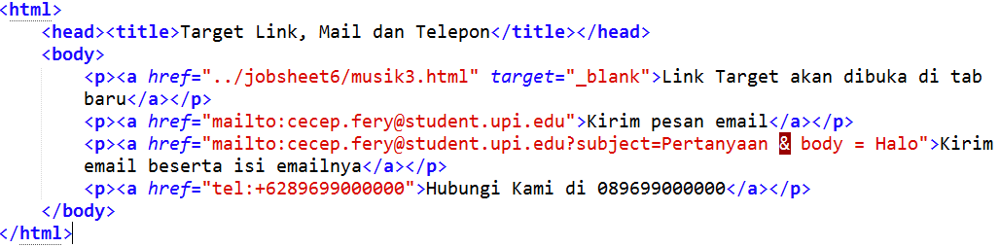 <html>
<head><title>Target Link, Mail dan Telepon</title></head>
<body>
<p><a href="../jobsheet6/musik3.html" target="_blank">Link Target akan dibuka di tab
baru</a></p>
<p><a href="mailto:cecep.fery@student.upi.edu">Kirim pesan email</a></p>
<p><a href="mailto:cecep.fery@student.upi.edu?subject=Pertanyaan & body = Halo">Kirim
email beserta isi emailnya</a></p>
<p><a href="tel:+6289699000000">Hubungi Kami di 089699000000</a></p>
</body>
</html>